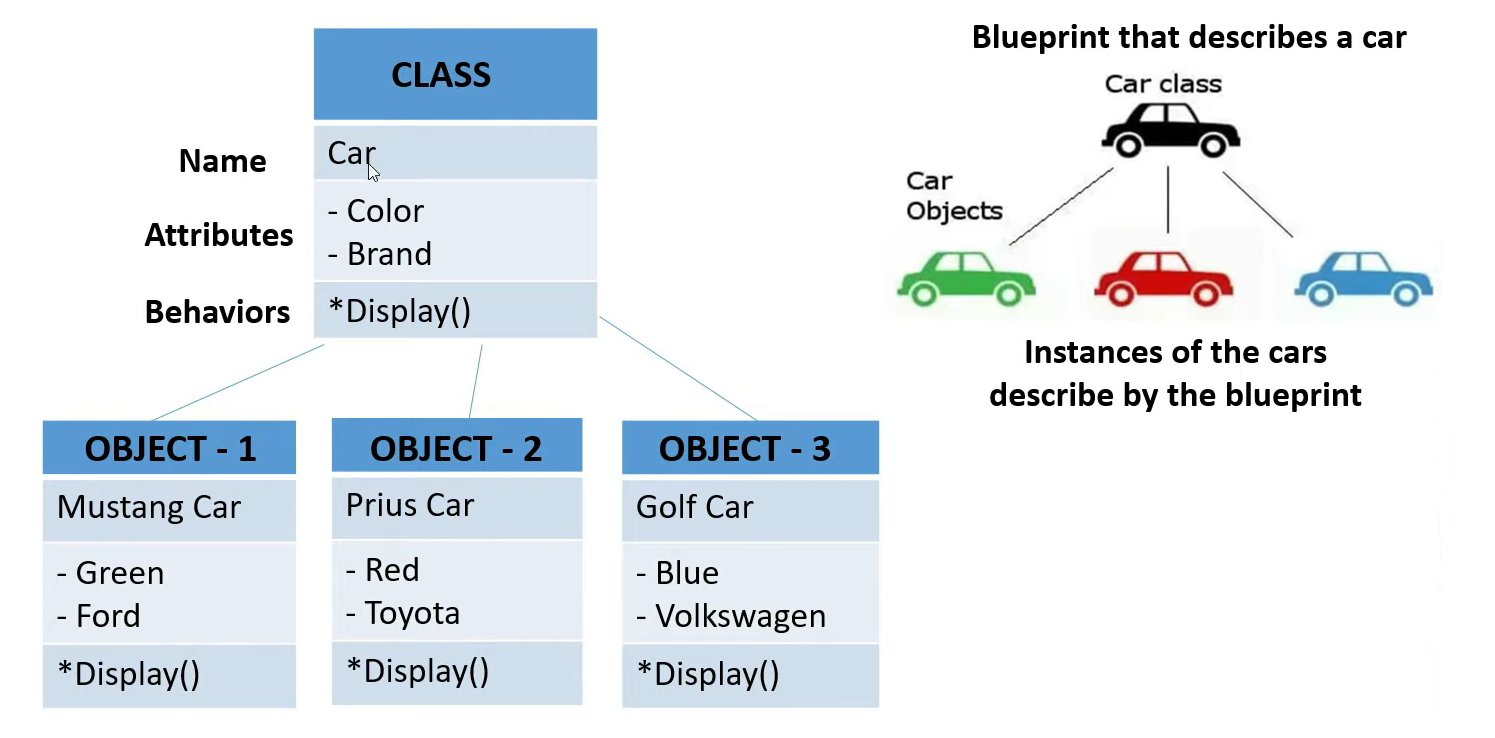 CLASS
Name
Car
Attributes
- Color
- Brand
Behaviors
*Display()
OBJECT - 1
Mustang Car
- Green
- Ford
*Display()
OBJECT - 2
Prius Car
- Red
- Toyota
*Display()
OBJECT - 3
Golf Car
- Blue
- Volkswagen
*Display()
Blueprint that describes a car
Car class
Car
Objects
Instances of the cars
describe by the blueprint